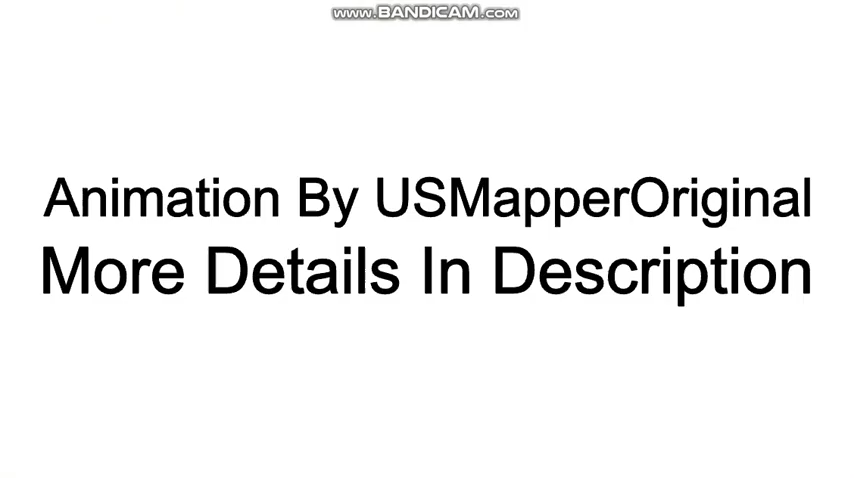 www.BANDICAM.com
Animation By USMapperOriginal
More Details In Description